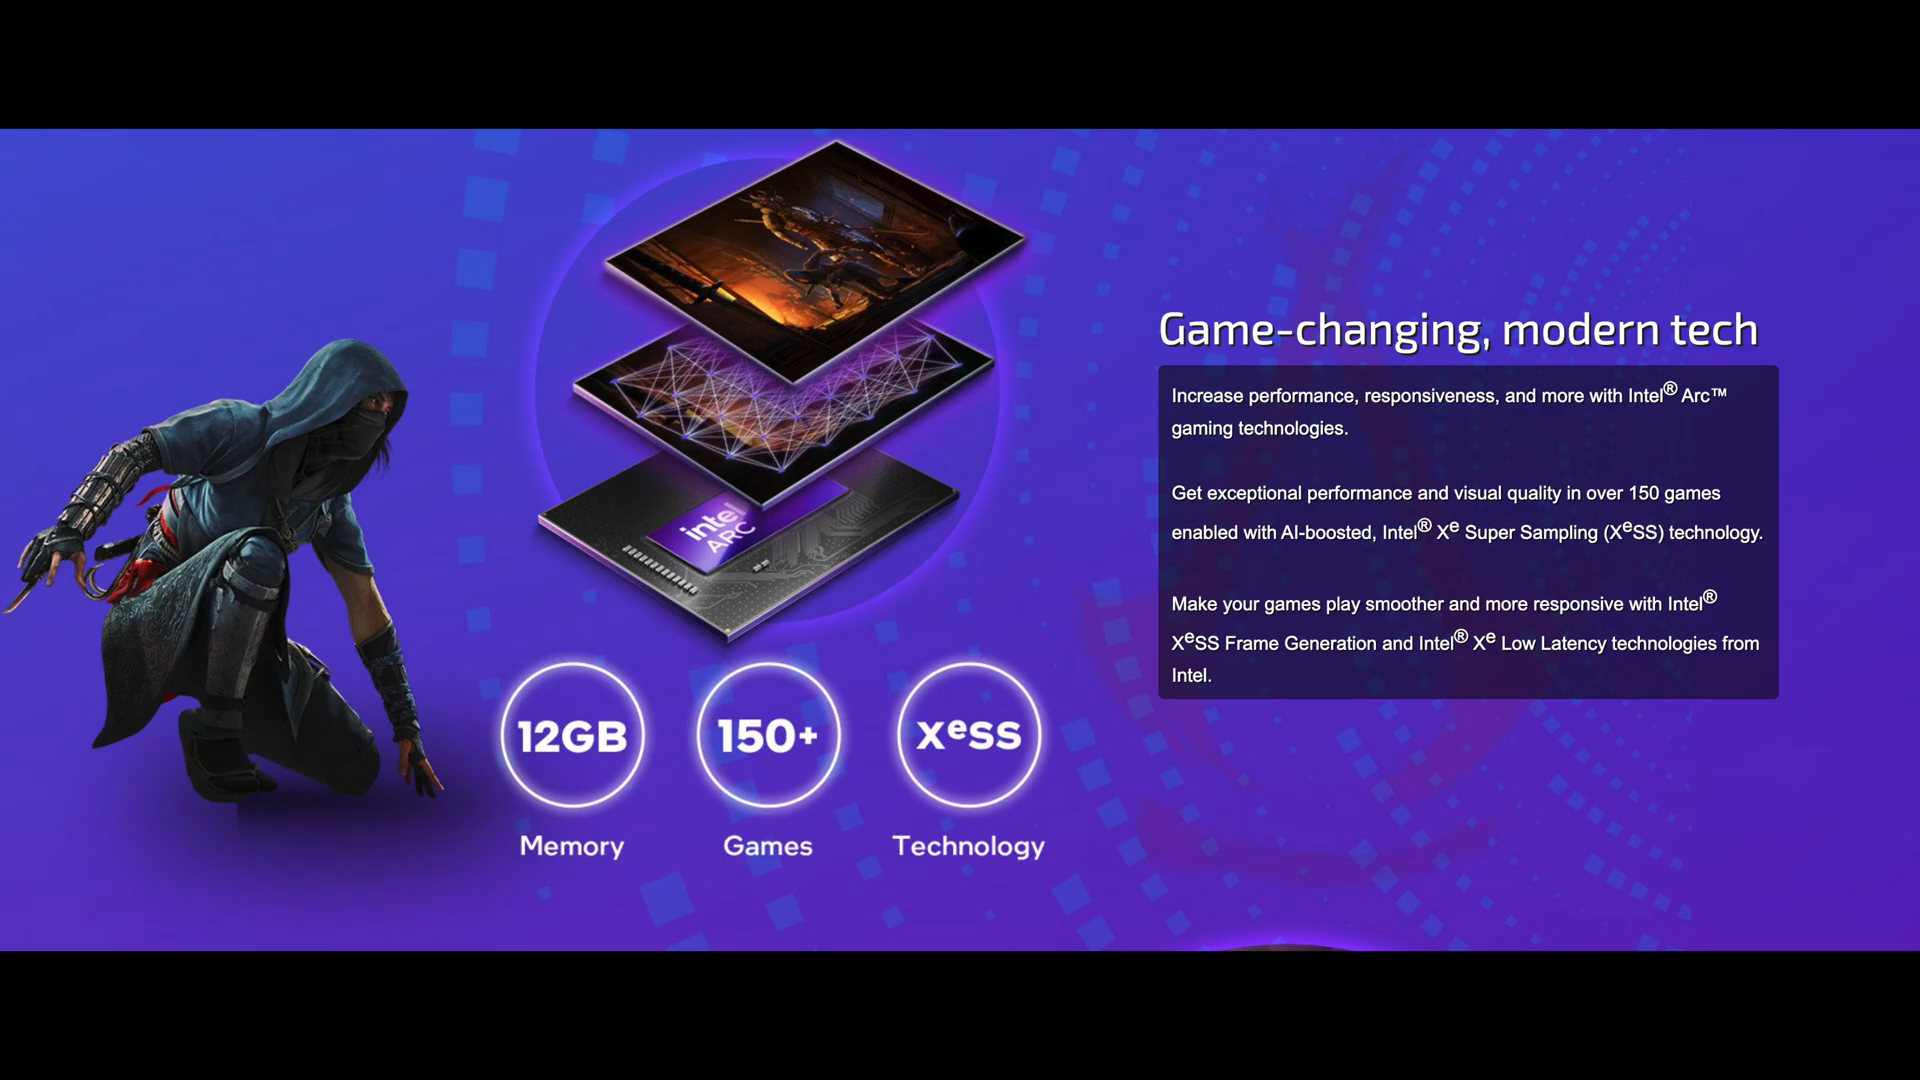 intel
ARC
12GB
150+
XᵉSS
Memory
Games
Technology
Game-changing, modern tech
Increase performance, responsiveness, and more with Intel® Arc™
gaming technologies.
Get exceptional performance and visual quality in over 150 games
enabled with AI-boosted, Intel® Xᵉ Super Sampling (XᵉSS) technology.
Make your games play smoother and more responsive with Intel®
XᵉSS Frame Generation and Intel® Xᵉ Low Latency technologies from
Intel.